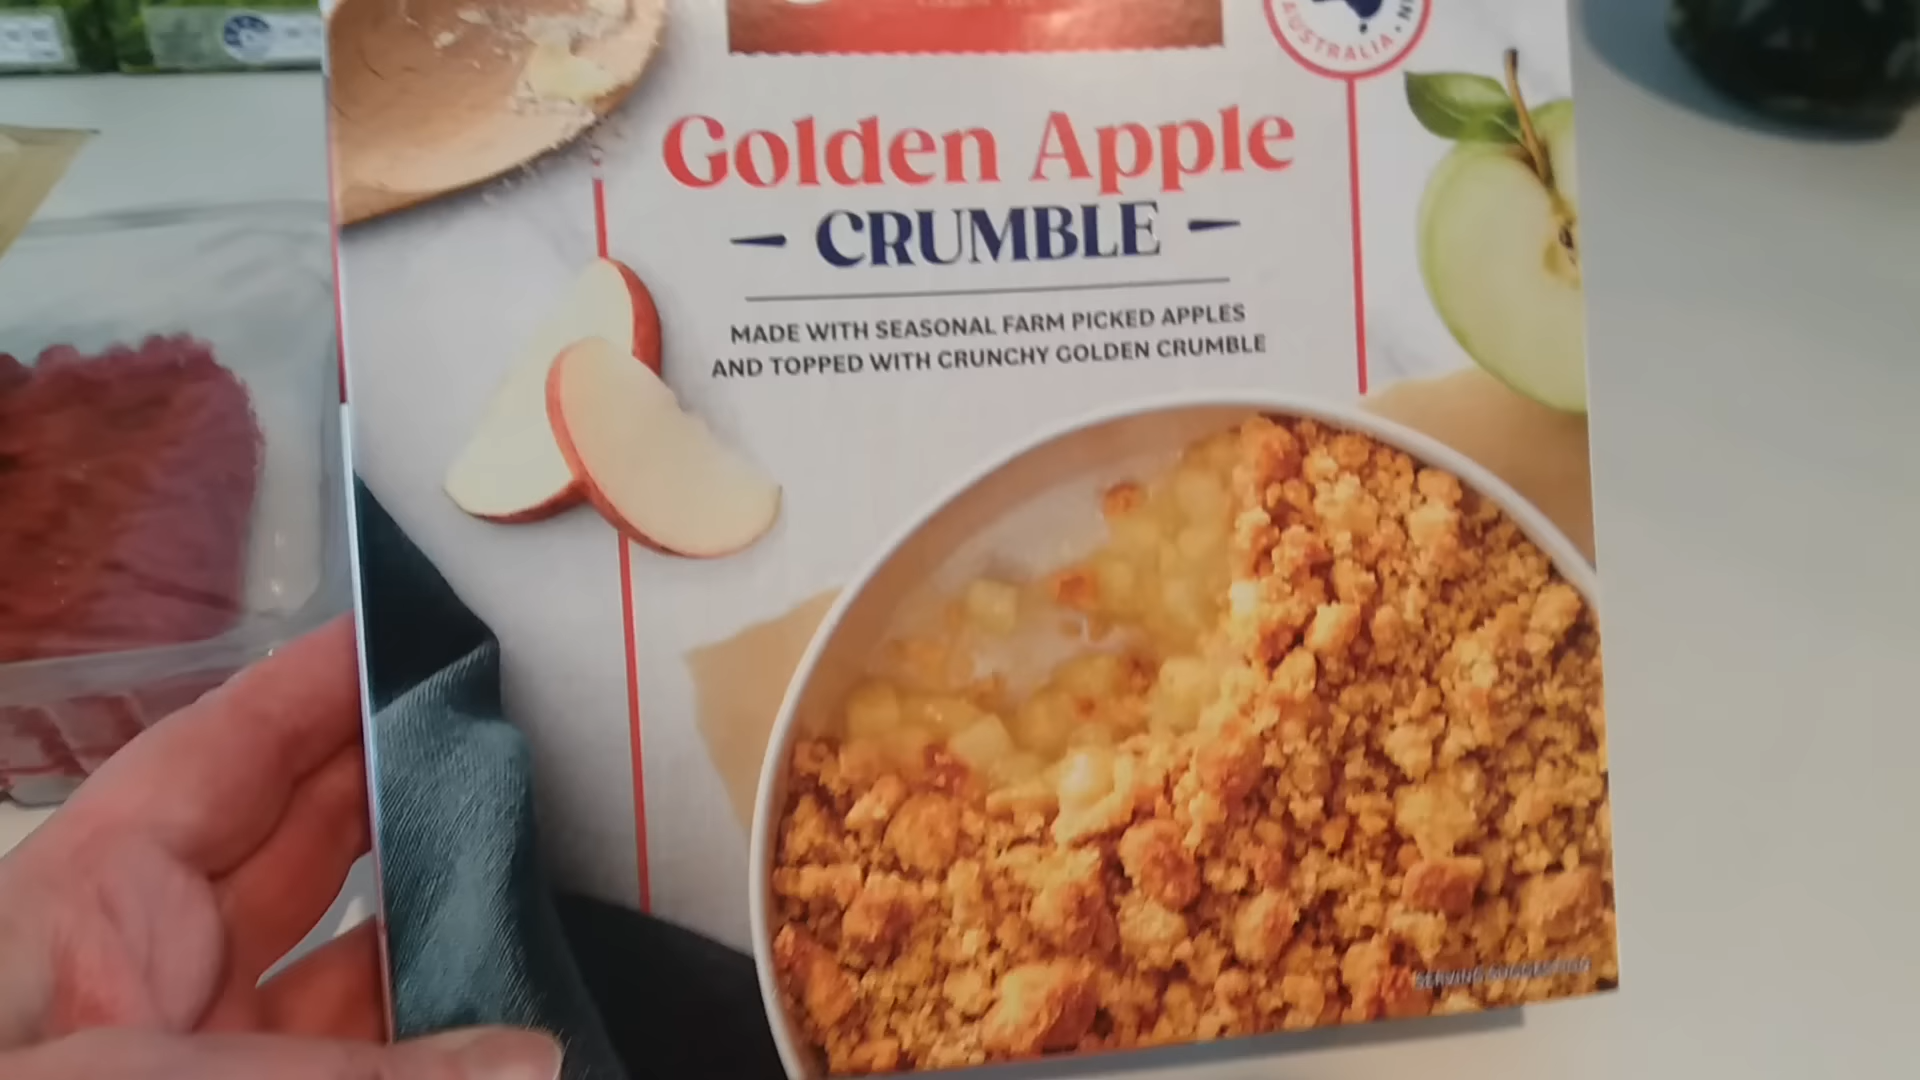 AUSTRALIA
Golden Apple
CRUMBLE
MADE WITH SEASONAL FARM PICKED APPLES
AND TOPPED WITH CRUNCHY GOLDEN CRUMBLE
SERVING SUGGESTION